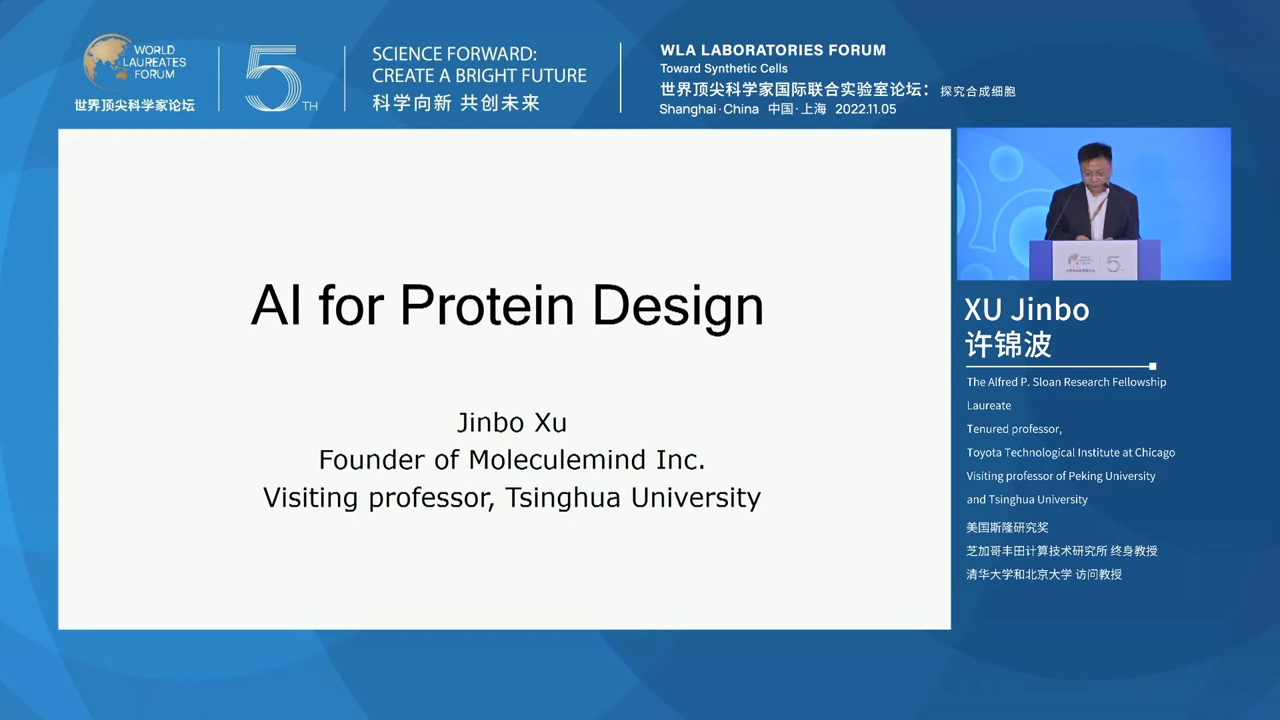 WORLD
LAUREATES
FORUM
世界顶尖科学家论坛
5TH
SCIENCE FORWARD:
CREATE A BRIGHT FUTURE
科学向新 共创未来
WLA LABORATORIES FORUM
Toward Synthetic Cells
世界顶尖科学家国际联合实验室论坛：探究合成细胞
Shanghai·China 中国·上海 2022.11.05
AI for Protein Design
Jinbo Xu
Founder of Moleculemind Inc.
Visiting professor, Tsinghua University
XU Jinbo
许锦波
The Alfred P. Sloan Research Fellowship
Laureate
Tenured professor,
Toyota Technological Institute at Chicago
Visiting professor of Peking University
and Tsinghua University
美国斯隆研究奖
芝加哥丰田计算技术研究所 终身教授
清华大学和北京大学 访问教授